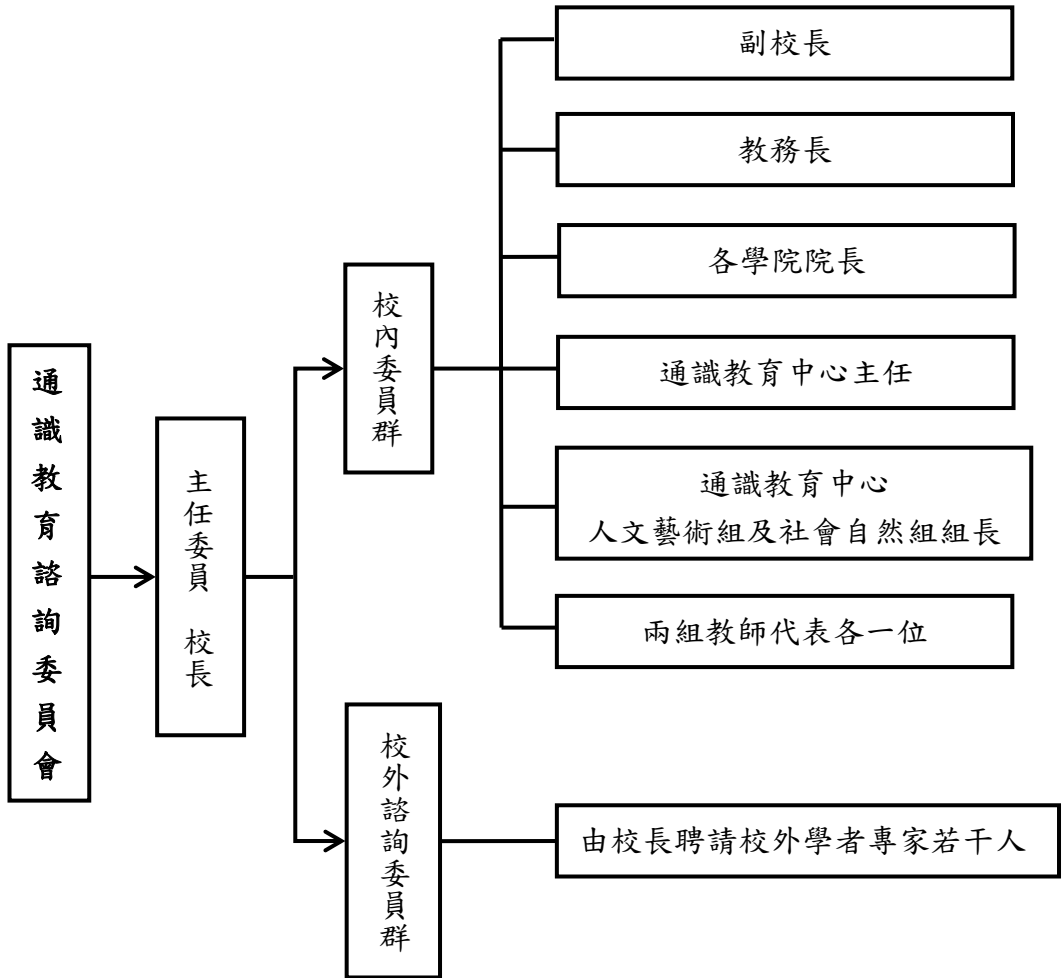 通識教育諮詢委員會
主任委員 校長
校內委員群
副校長
教務長
各學院院長
通識教育中心主任
通識教育中心
人文藝術組及社會自然組組長
兩組教師代表各一位
校外諮詢委員群
由校長聘請校外學者專家若干人